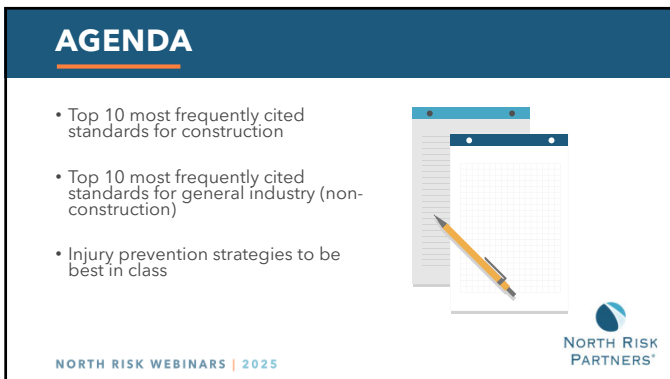 AGENDA
• Top 10 most frequently cited
standards for construction
• Top 10 most frequently cited
standards for general industry (non-
construction)
• Injury prevention strategies to be
best in class
NORTH RISK WEBINARS | 2025
NORTH RISK
PARTNERS®